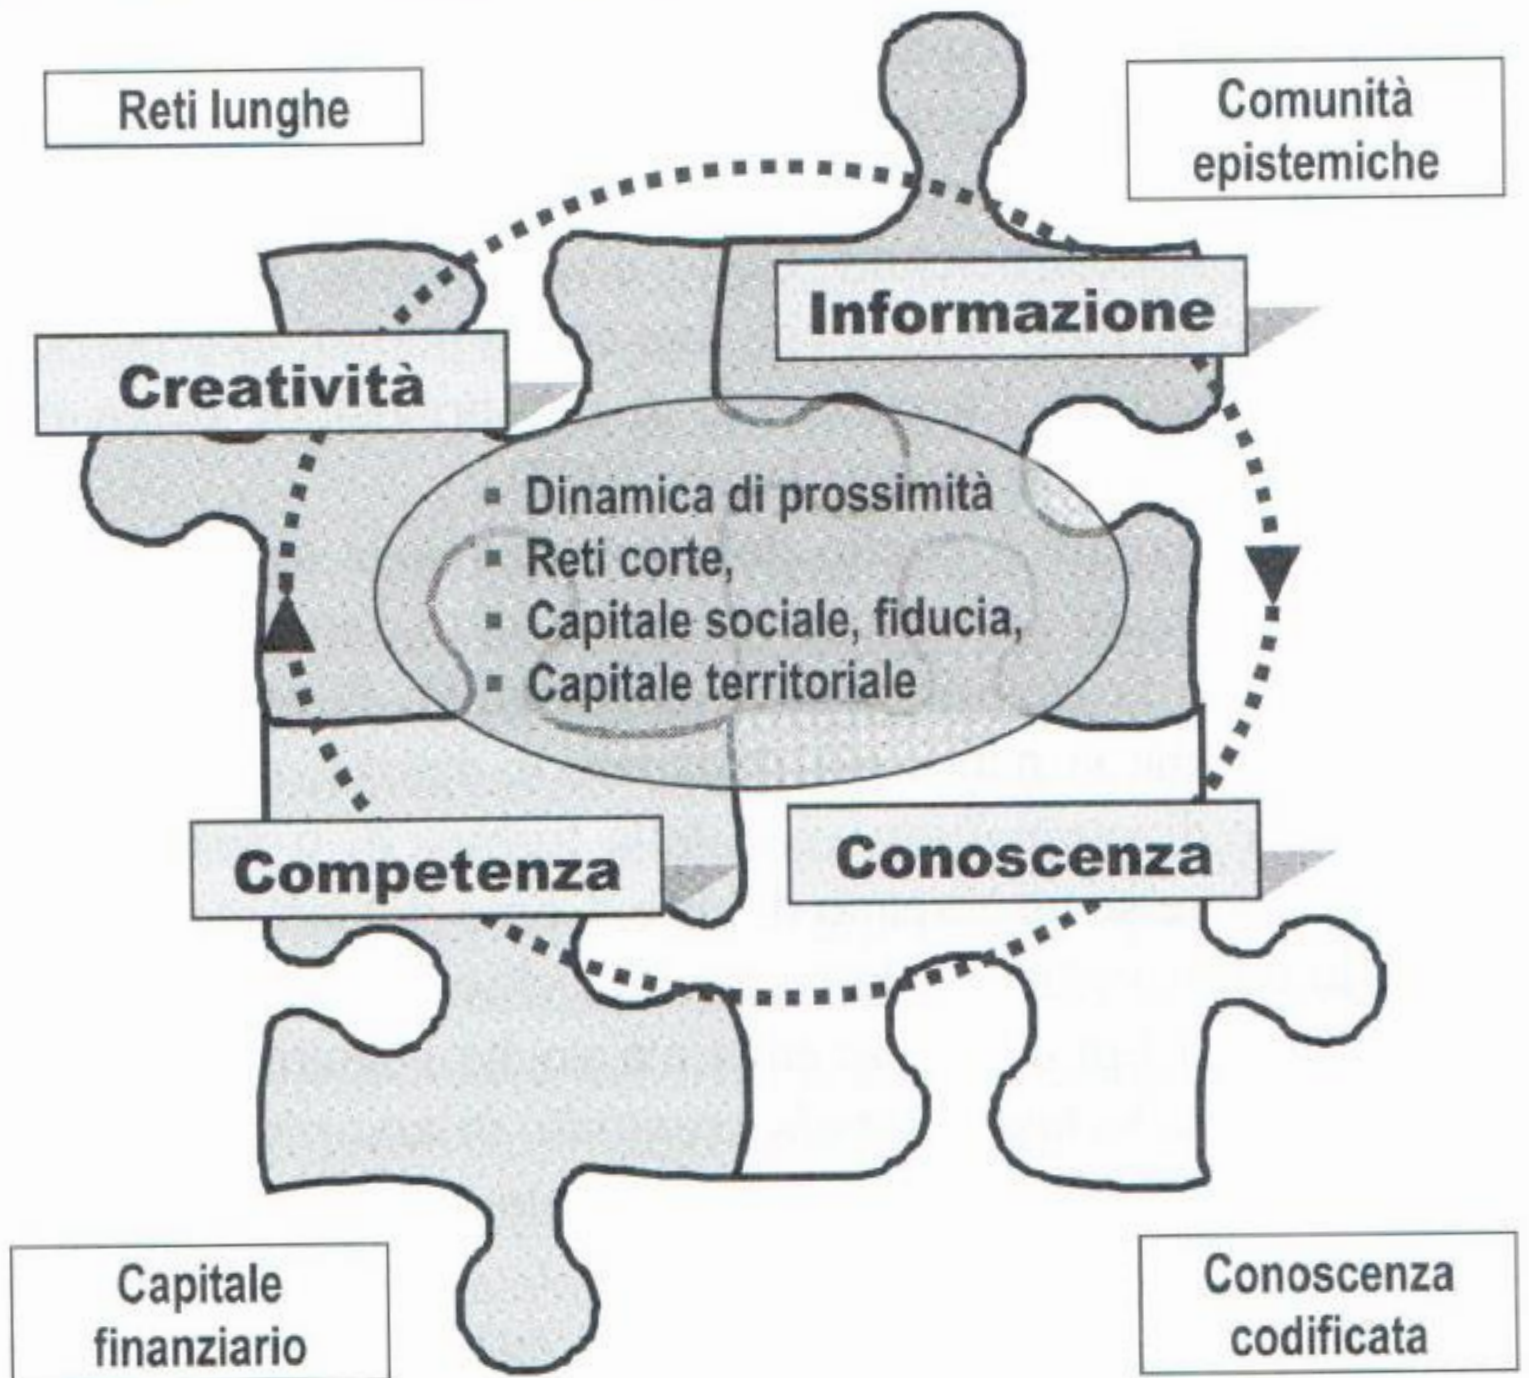 Reti lunghe
Comunità
epistemiche
Informazione
Creatività
▪ Dinamica di prossimità
▪ Reti corte,
▪ Capitale sociale, fiducia,
▪ Capitale territoriale
Competenza
Conoscenza
Capitale
finanziario
Conoscenza
codificata